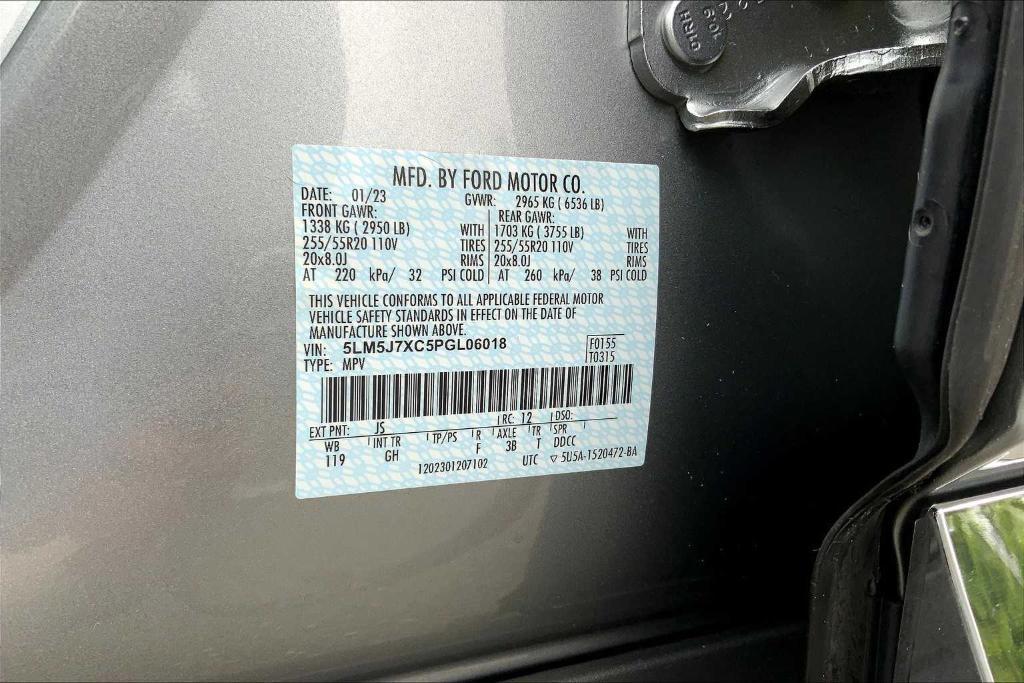 01RH
10.9
MFD. BY FORD MOTOR CO.
DATE: 01/23 GVWR: 2965 KG ( 6536 LB)
FRONT GAWR: REAR GAWR:
1338 KG ( 2950 LB) WITH 1703 KG ( 3755 LB) WITH
255/55R20 110V TIRES 255/55R20 110V TIRES
20x8.0J RIMS 20x8.0J RIMS
AT 220 kPa/ 32 PSI COLD AT 260 kPa/ 38 PSI COLD
THIS VEHICLE CONFORMS TO ALL APPLICABLE FEDERAL MOTOR
VEHICLE SAFETY STANDARDS IN EFFECT ON THE DATE OF
MANUFACTURE SHOWN ABOVE.
VIN: 5LM5J7XC5PGL06018 F0155
TYPE: MPV T0315
EXT PNT: JS RC: 12 DSO:
WB INT TR TP/PS R AXLE TR SPR
119 GH F 3B T DDCC
1202301207102 UTC ▽ 5U5A-1520472-BA